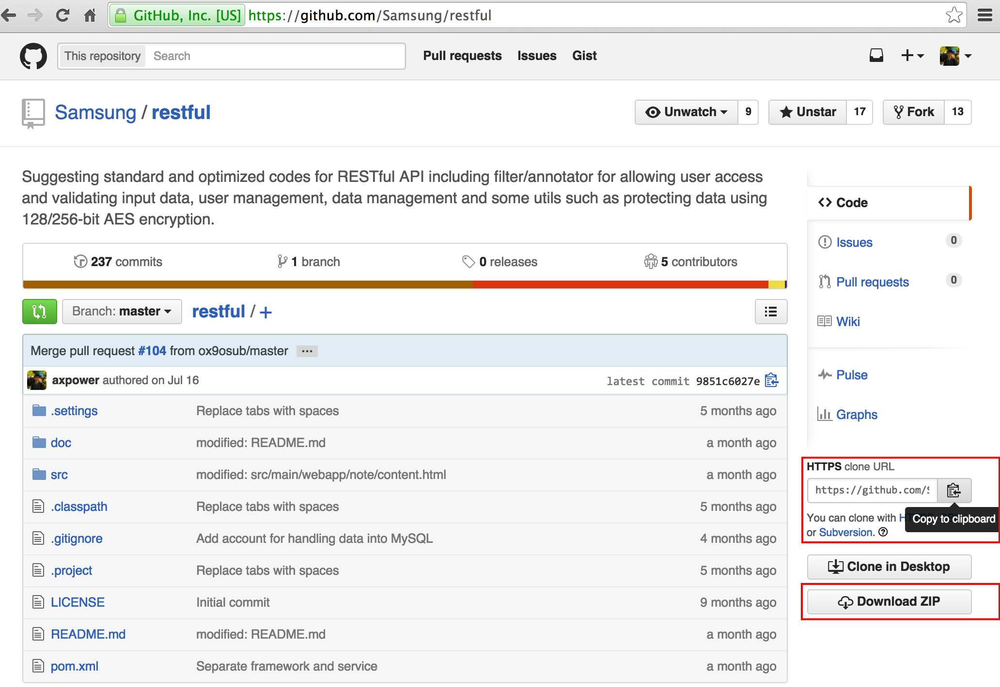 GitHub, Inc. [US] https://github.com/Samsung/restful
This repository Search Pull requests Issues Gist
Samsung / restful Unwatch 9 Unstar 17 Fork 13
Suggesting standard and optimized codes for RESTful API including filter/annotator for allowing user access
and validating input data, user management, data management and some utils such as protecting data using
128/256-bit AES encryption.
237 commits 1 branch 0 releases 5 contributors
Branch: master restful / +
Merge pull request #104 from ox9osub/master ...
axpower authored on Jul 16 latest commit 9851c6027e
.settings Replace tabs with spaces 5 months ago
doc modified: README.md a month ago
src modified: src/main/webapp/note/content.html a month ago
.classpath Replace tabs with spaces 5 months ago
.gitignore Add account for handling data into MySQL 4 months ago
.project Replace tabs with spaces 5 months ago
LICENSE Initial commit 9 months ago
README.md modified: README.md a month ago
pom.xml Separate framework and service a month ago
Code
Issues 0
Pull requests 0
Wiki
Pulse
Graphs
HTTPS clone URL
https://github.com/S
You can clone with Copy to clipboard
or Subversion.
Clone in Desktop
Download ZIP